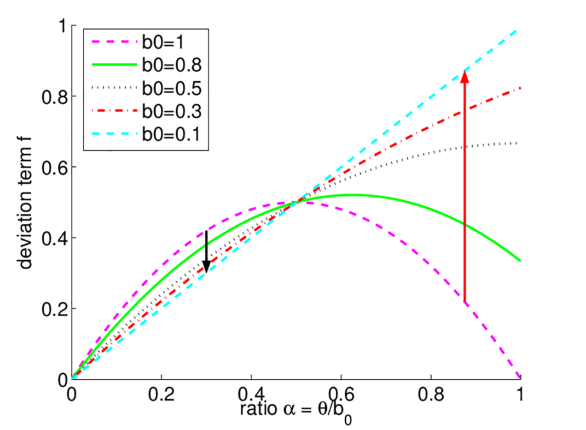 1
b0=1
b0=0.8
b0=0.5
b0=0.3
b0=0.1
0.8
0.6
0.4
0.2
0
deviation term f
0 0.2 0.4 0.6 0.8 1
ratio α = θ/b₀